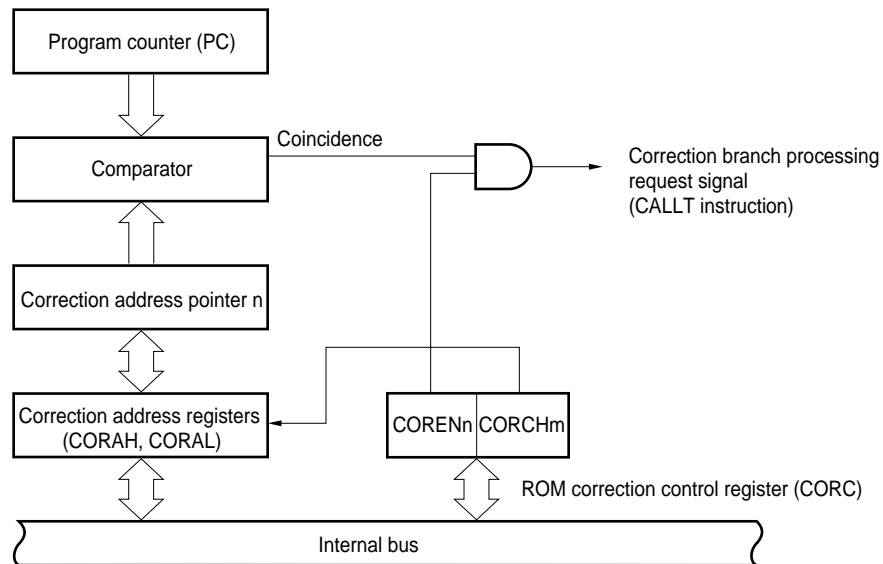 Program counter (PC)
Coincidence
Comparator
Correction branch processing
request signal
(CALLT instruction)
Correction address pointer n
Correction address registers
(CORAH, CORAL)
CORENn
CORCHm
ROM correction control register (CORC)
Internal bus